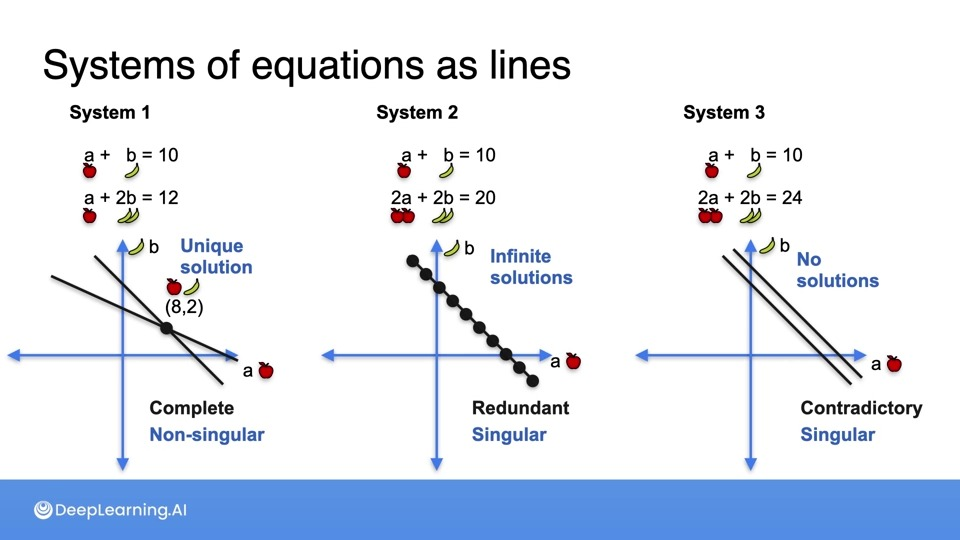 Systems of equations as lines
System 1
a + b = 10
a + 2b = 12
b
Unique
solution
(8,2)
a
Complete
Non-singular
System 2
a + b = 10
2a + 2b = 20
b
Infinite
solutions
a
Redundant
Singular
System 3
a + b = 10
2a + 2b = 24
b
No
solutions
a
Contradictory
Singular
DeepLearning.AI